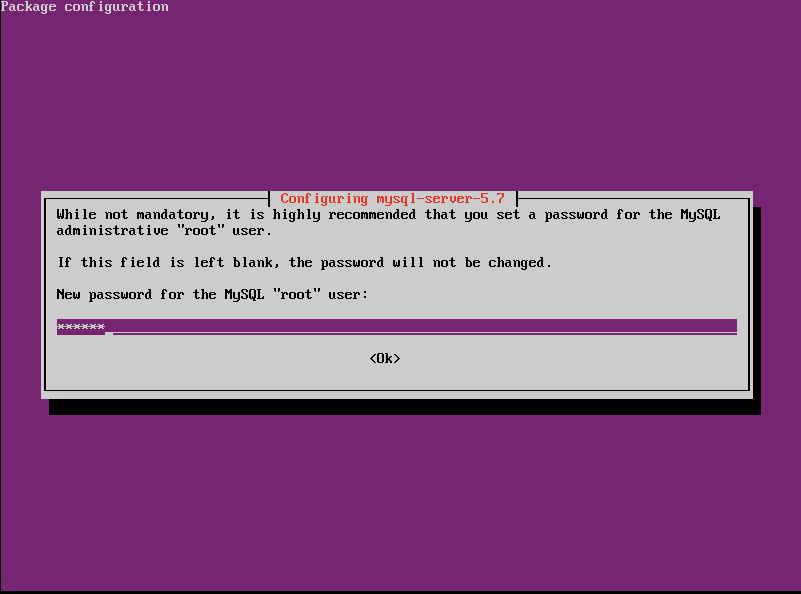 Package configuration
Configuring mysql-server-5.7
While not mandatory, it is highly recommended that you set a password for the MySQL
administrative "root" user.
If this field is left blank, the password will not be changed.
New password for the MySQL "root" user:
******
<Ok>